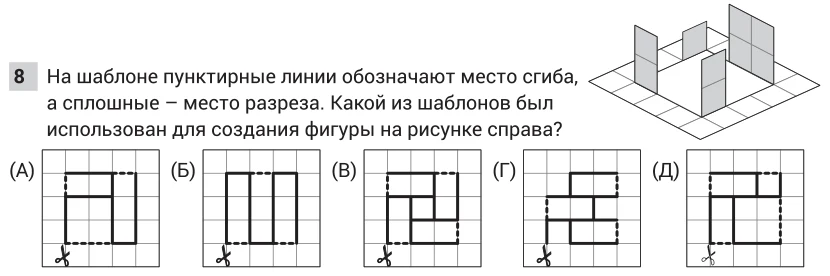 8 На шаблоне пунктирные линии обозначают место сгиба,
а сплошные – место разреза. Какой из шаблонов был
использован для создания фигуры на рисунке справа?
(А) (Б) (В) (Г) (Д)